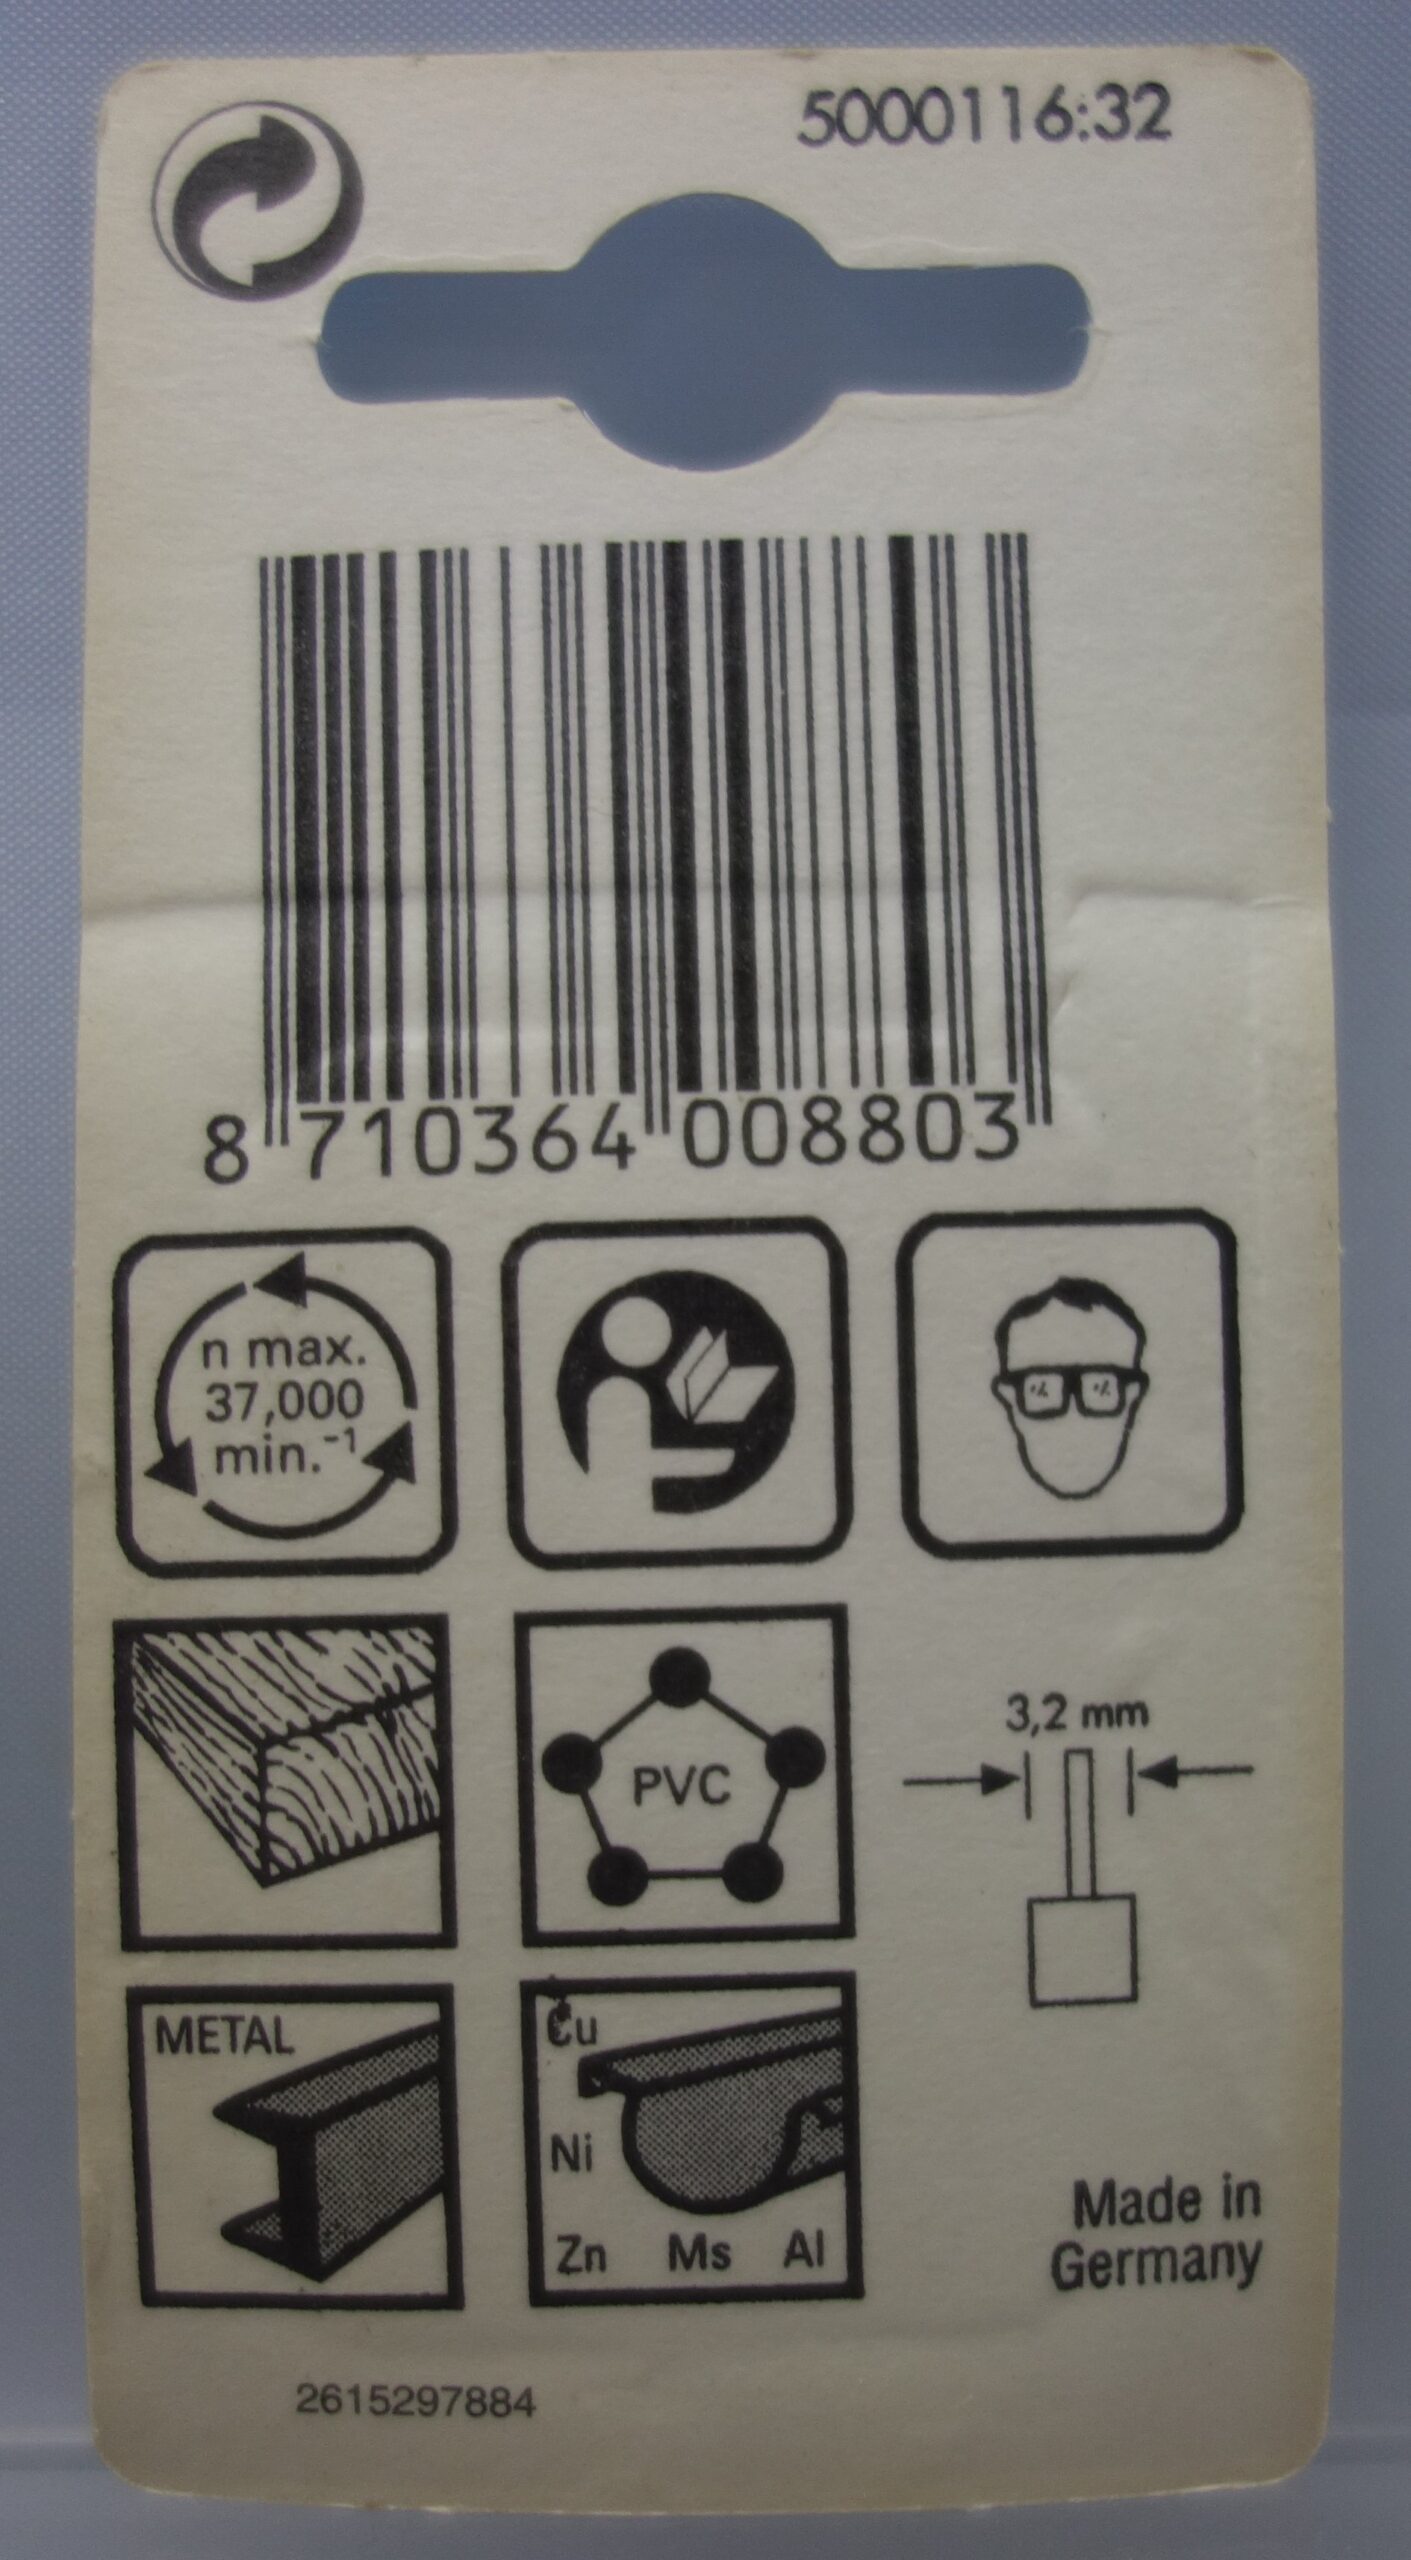 5000116:32
8 710364 008803
n max.
37,000
min.⁻¹
PVC
3,2 mm
METAL
Cu
Ni
Zn Ms Al
Made in
Germany
2615297884